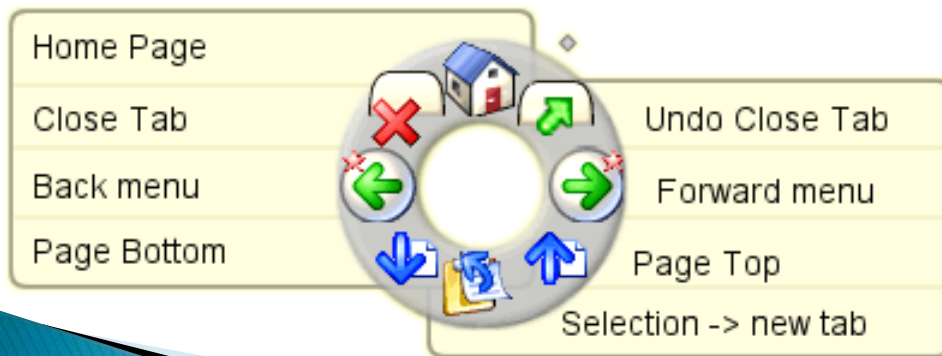 Home Page
Close Tab
Back menu
Page Bottom
Undo Close Tab
Forward menu
Page Top
Selection -> new tab